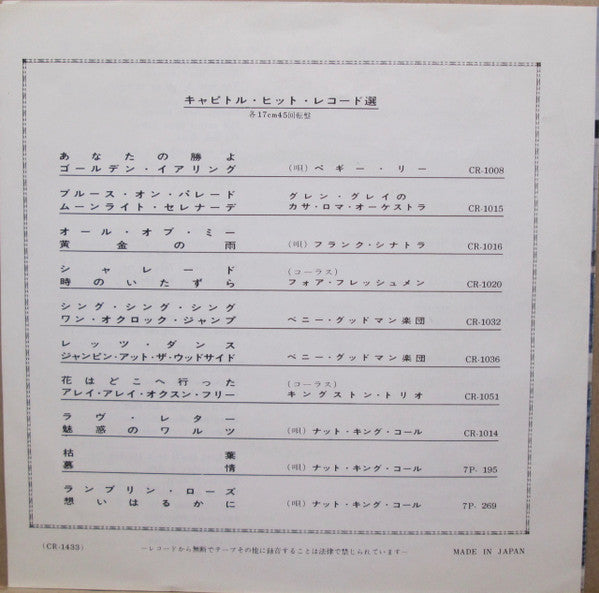 キャピトル・ヒット・レコード選
各17cm45回転盤
あなたの勝よ
ゴールデン・イアリング (唄) ペギー・リー CR-1008
ブルース・オン・パレード グレン・グレイの
ムーンライト・セレナーデ カサ・ロマ・オーケストラ CR-1015
オール・オブ・ミー
黄金の雨 (唄) フランク・シナトラ CR-1016
シャレード (コーラス)
時のいたずら フォア・フレッシュメン CR-1020
シング・シング・シング
ワン・オクロック・ジャンプ ベニー・グッドマン楽団 CR-1032
レッツ・ダンス
ジャンピン・アット・ザ・ウッドサイド ベニー・グッドマン楽団 CR-1036
花はどこへ行った (コーラス)
アレイ・アレイ・オクスン・フリー キングストン・トリオ CR-1051
ラヴ・レター
魅惑のワルツ (唄) ナット・キング・コール CR-1014
枯葉
慕情 (唄) ナット・キング・コール 7P- 195
ランブリン・ローズ
想いはるかに (唄) ナット・キング・コール 7P- 269
(CR-1433) —レコードから無断でテープその他に録音することは法律で禁じられています— MADE IN JAPAN